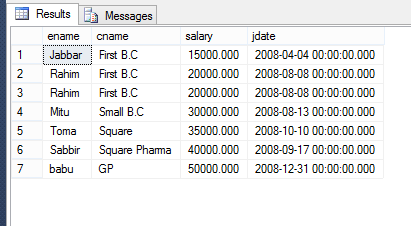 Results Messages
ename cname salary jdate
1 Jabbar First B.C 15000.000 2008-04-04 00:00:00.000
2 Rahim First B.C 20000.000 2008-08-08 00:00:00.000
3 Rahim First B.C 20000.000 2008-08-08 00:00:00.000
4 Mitu Small B.C 30000.000 2008-08-13 00:00:00.000
5 Toma Square 35000.000 2008-10-10 00:00:00.000
6 Sabbir Square Pharma 40000.000 2008-09-17 00:00:00.000
7 babu GP 50000.000 2008-12-31 00:00:00.000